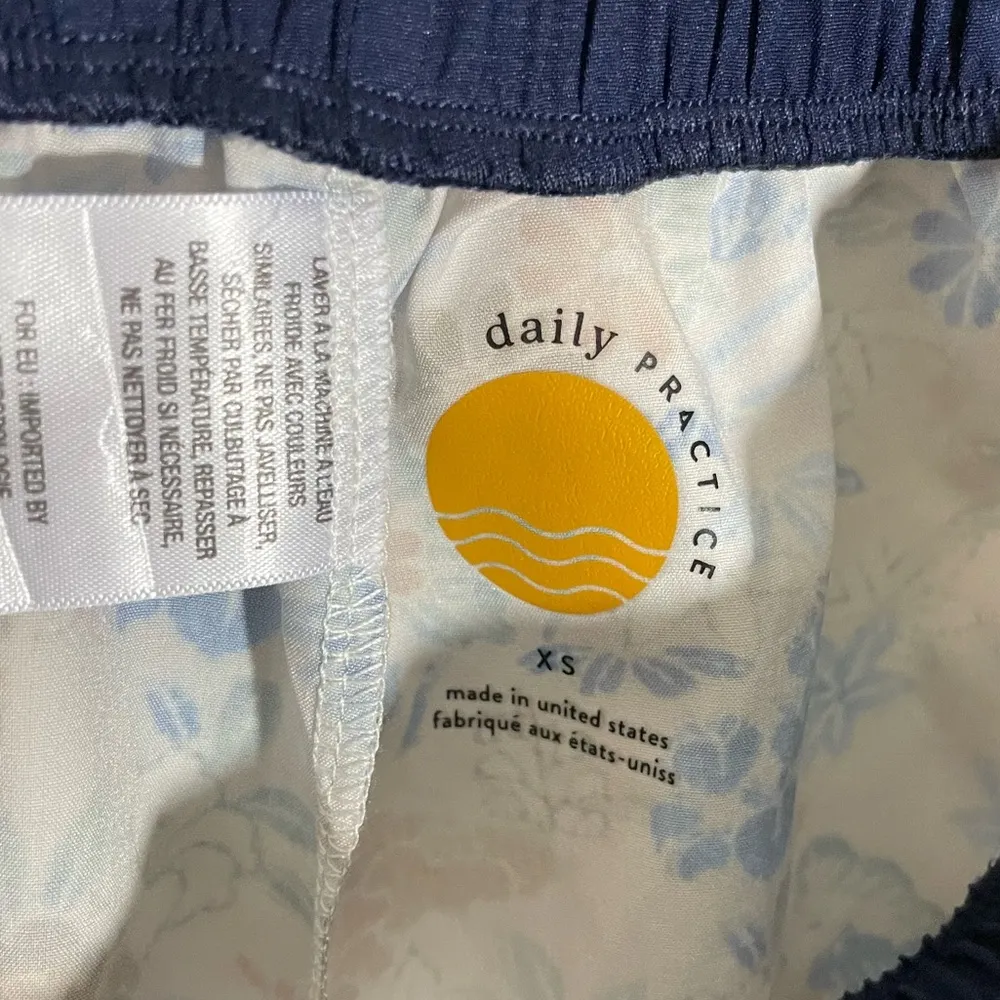 daily PRACTICE
XS
made in united states
fabriqué aux états-uniss
LAVER À LA MACHINE À L'EAU
FROIDE AVEC COULEURS
SIMILAIRES. NE PAS JAVELLISER,
SÉCHER PAR CULBUTAGE À
BASSE TEMPÉRATURE, REPASSER
AU FER FROID SI NÉCESSAIRE,
NE PAS NETTOYER À SEC
FOR EU : IMPORTED BY